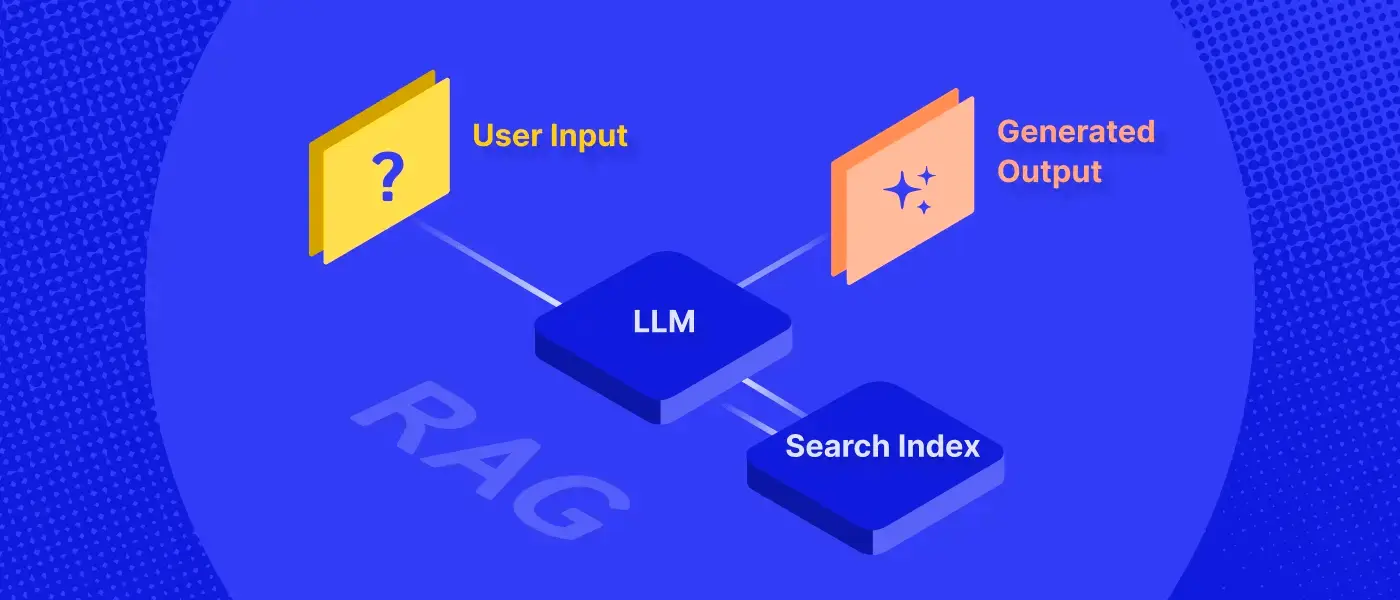 User Input
?
Generated
Output
LLM
Search Index
RAG